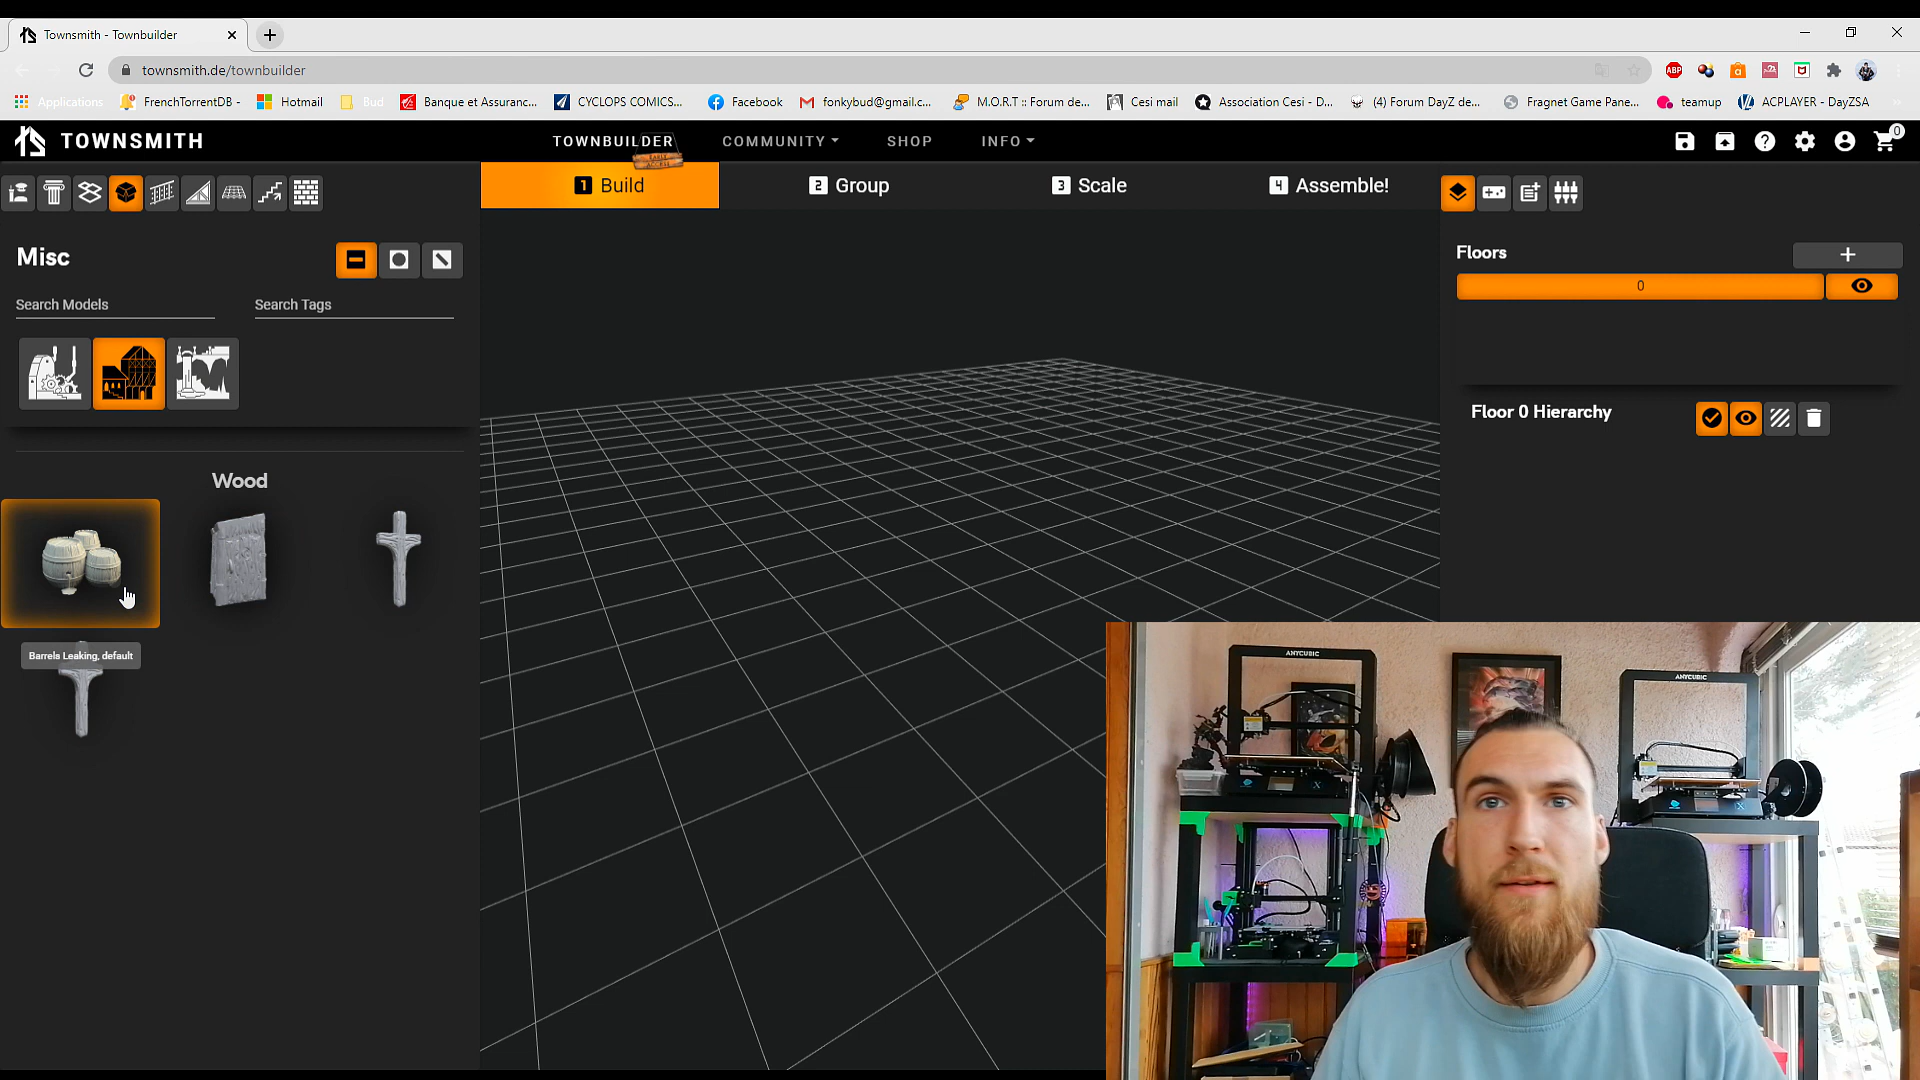 Townsmith - Townbuilder
townsmith.de/townbuilder
ABP
Applications
FrenchTorrentDB -
Hotmail
Bud
Banque et Assuranc...
CYCLOPS COMICS...
Facebook
fonkybud@gmail.c...
M.O.R.T :: Forum de...
Cesi mail
Association Cesi - D...
(4) Forum DayZ de...
Fragnet Game Pane...
teamup
ACPLAYER - DayZSA
TOWNSMITH
TOWNBUILDER
EARLY
ACCESS
COMMUNITY
SHOP
INFO
0
1 Build
2 Group
3 Scale
4 Assemble!
Misc
Search Models
Search Tags
Wood
Barrels Leaking, default
Floors
0
Floor 0 Hierarchy
ANYCUBIC
ANYCUBIC